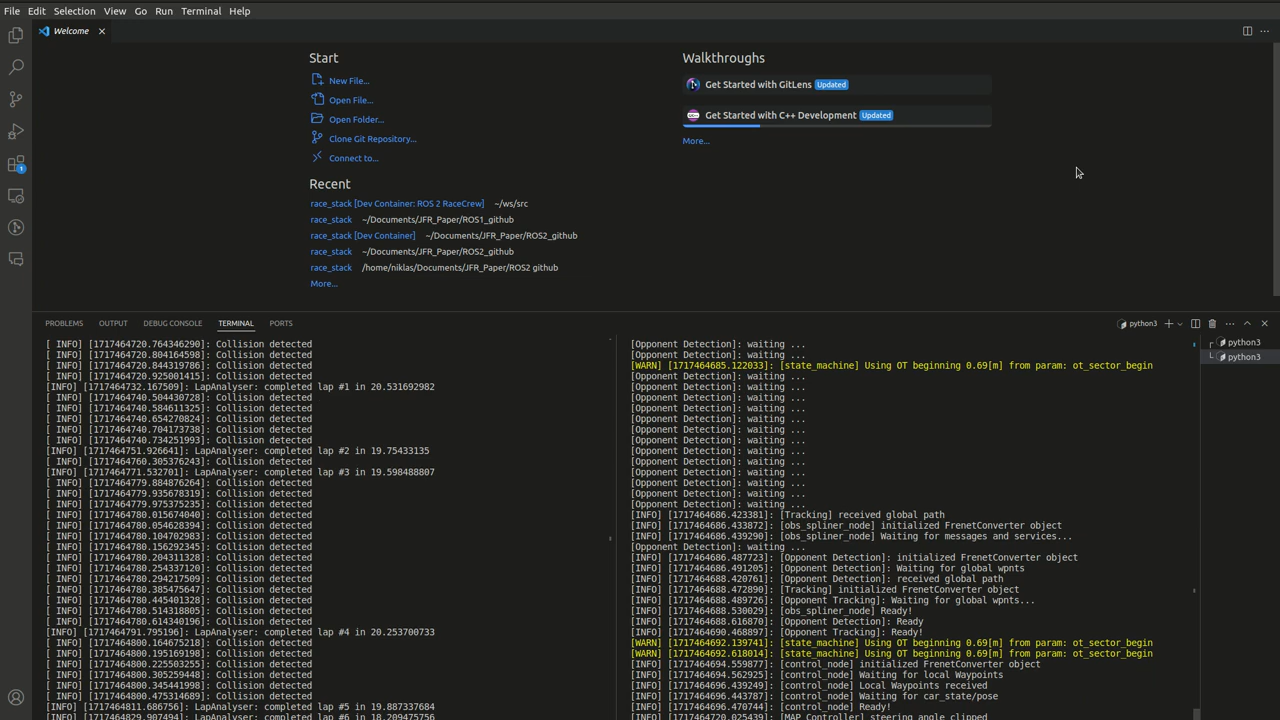 File Edit Selection View Go Run Terminal Help
Welcome
Start
New File...
Open File...
Open Folder...
Clone Git Repository...
Connect to...
Recent
race_stack [Dev Container: ROS 2 RaceCrew] ~/ws/src
race_stack ~/Documents/JFR_Paper/ROS1_github
race_stack [Dev Container] ~/Documents/JFR_Paper/ROS2_github
race_stack ~/Documents/JFR_Paper/ROS2_github
race_stack /home/niklas/Documents/JFR_Paper/ROS2 github
More...
Walkthroughs
Get Started with GitLens Updated
Get Started with C++ Development Updated
More...
1
PROBLEMS OUTPUT DEBUG CONSOLE TERMINAL PORTS
python3
[ INFO] [1717464720.764346290]: Collision detected
[ INFO] [1717464720.804164598]: Collision detected
[ INFO] [1717464720.844319786]: Collision detected
[ INFO] [1717464720.925001415]: Collision detected
[INFO] [1717464732.167509]: LapAnalyser: completed lap #1 in 20.531692982
[ INFO] [1717464740.504430728]: Collision detected
[ INFO] [1717464740.584611325]: Collision detected
[ INFO] [1717464740.654270824]: Collision detected
[ INFO] [1717464740.704173738]: Collision detected
[ INFO] [1717464740.734251993]: Collision detected
[INFO] [1717464751.926641]: LapAnalyser: completed lap #2 in 19.75433135
[ INFO] [1717464760.305376243]: Collision detected
[INFO] [1717464771.532701]: LapAnalyser: completed lap #3 in 19.598488807
[ INFO] [1717464779.884876264]: Collision detected
[ INFO] [1717464779.935678319]: Collision detected
[ INFO] [1717464779.975375235]: Collision detected
[ INFO] [1717464780.015674040]: Collision detected
[ INFO] [1717464780.054628394]: Collision detected
[ INFO] [1717464780.104702983]: Collision detected
[ INFO] [1717464780.156292345]: Collision detected
[ INFO] [1717464780.204311328]: Collision detected
[ INFO] [1717464780.254337120]: Collision detected
[ INFO] [1717464780.294217509]: Collision detected
[ INFO] [1717464780.385475647]: Collision detected
[ INFO] [1717464780.445401328]: Collision detected
[ INFO] [1717464780.514318805]: Collision detected
[ INFO] [1717464780.614340196]: Collision detected
[INFO] [1717464791.795196]: LapAnalyser: completed lap #4 in 20.253700733
[ INFO] [1717464800.164675218]: Collision detected
[ INFO] [1717464800.195169198]: Collision detected
[ INFO] [1717464800.225503255]: Collision detected
[ INFO] [1717464800.305259448]: Collision detected
[ INFO] [1717464800.345441998]: Collision detected
[ INFO] [1717464800.475314689]: Collision detected
[INFO] [1717464811.686756]: LapAnalyser: completed lap #5 in 19.887337684
[INFO] [1717464829.907494]: LapAnalyser: completed lap #6 in 18.209475756
[Opponent Detection]: waiting ...
[Opponent Detection]: waiting ...
[WARN] [1717464685.122033]: [state_machine] Using OT beginning 0.69[m] from param: ot_sector_begin
[Opponent Detection]: waiting ...
[Opponent Detection]: waiting ...
[Opponent Detection]: waiting ...
[Opponent Detection]: waiting ...
[Opponent Detection]: waiting ...
[Opponent Detection]: waiting ...
[Opponent Detection]: waiting ...
[Opponent Detection]: waiting ...
[Opponent Detection]: waiting ...
[Opponent Detection]: waiting ...
[Opponent Detection]: waiting ...
[Opponent Detection]: waiting ...
[Opponent Detection]: waiting ...
[INFO] [1717464686.423381]: [Tracking] received global path
[INFO] [1717464686.433872]: [obs_spliner_node] initialized FrenetConverter object
[INFO] [1717464686.439290]: [obs_spliner_node] Waiting for messages and services...
[Opponent Detection]: waiting ...
[INFO] [1717464686.487723]: [Opponent Detection]: initialized FrenetConverter object
[INFO] [1717464686.491205]: [Opponent Detection]: Waiting for global wpnts
[INFO] [1717464688.420761]: [Opponent Detection]: received global path
[INFO] [1717464688.472890]: [Tracking] initialized FrenetConverter object
[INFO] [1717464688.489726]: [Opponent Tracking]: Waiting for global wpnts...
[INFO] [1717464688.530029]: [obs_spliner_node] Ready!
[INFO] [1717464688.616870]: [Opponent Detection]: Ready
[INFO] [1717464690.468897]: [Opponent Tracking]: Ready!
[WARN] [1717464692.139741]: [state_machine] Using OT beginning 0.69[m] from param: ot_sector_begin
[WARN] [1717464692.618014]: [state_machine] Using OT beginning 0.69[m] from param: ot_sector_begin
[INFO] [1717464694.559877]: [control_node] initialized FrenetConverter object
[INFO] [1717464694.562925]: [control_node] Waiting for local Waypoints
[INFO] [1717464696.439249]: [control_node] Local Waypoints received
[INFO] [1717464696.443787]: [control_node] Waiting for car_state/pose
[INFO] [1717464696.470744]: [control_node] Ready!
[INFO] [1717464720.025439]: [MAP Controller] steering angle clipped
python3
python3